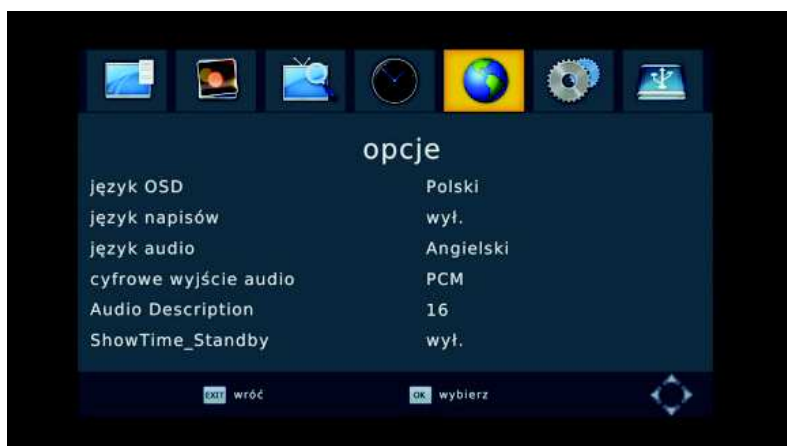 opcje
język OSD Polski
język napisów wył.
język audio Angielski
cyfrowe wyjście audio PCM
Audio Description 16
ShowTime_Standby wył.
EXIT wróć OK wybierz